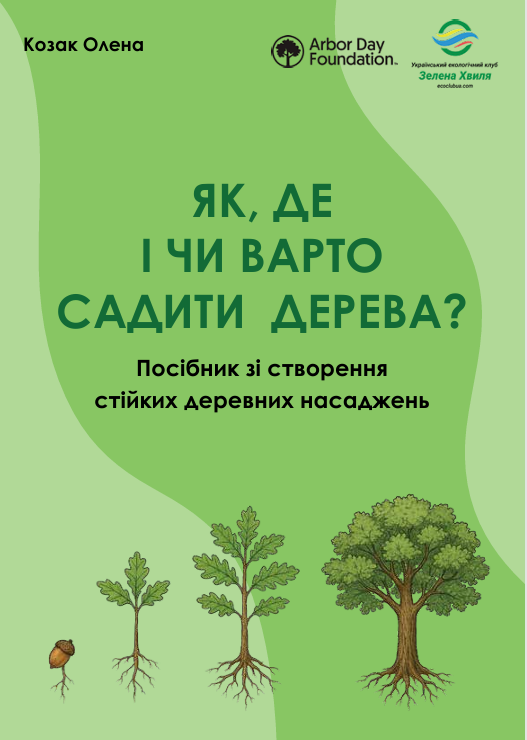 Козак Олена
Arbor Day
Foundation™
Український екологічний клуб
Зелена Хвиля
ecoclubua.com
ЯК, ДЕ
І ЧИ ВАРТО
САДИТИ ДЕРЕВА?
Посібник зі створення
стійких деревних насаджень